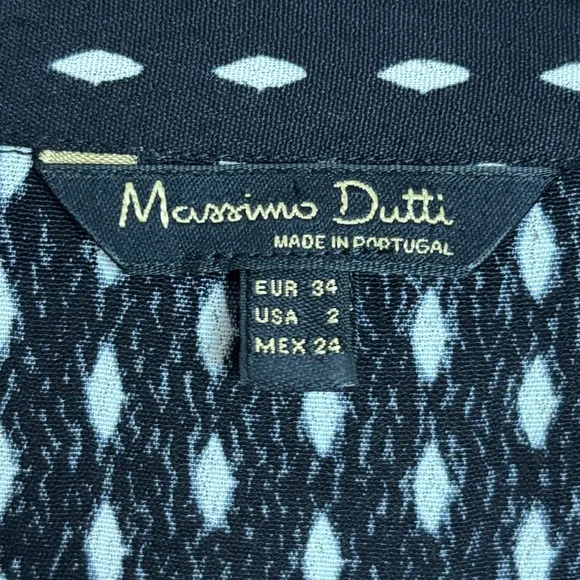 Massimo Dutti
MADE IN PORTUGAL
EUR 34
USA 2
MEX 24